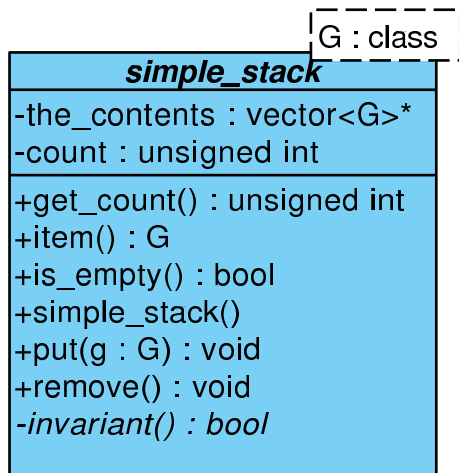 G : class
simple_stack
-the_contents : vector<G>*
-count : unsigned int
+get_count() : unsigned int
+item() : G
+is_empty() : bool
+simple_stack()
+put(g : G) : void
+remove() : void
-invariant() : bool